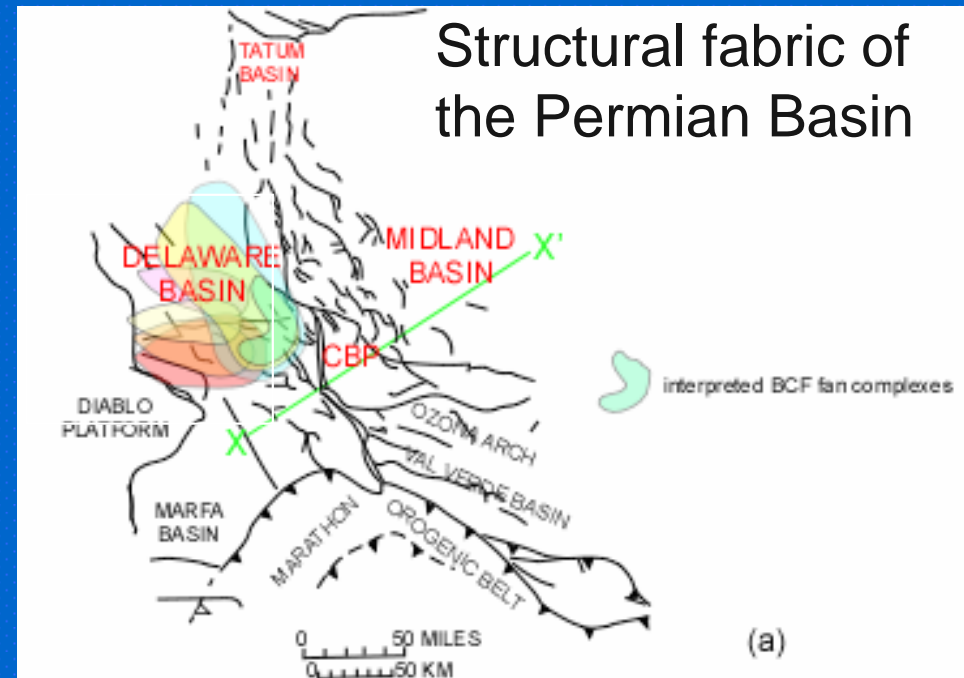 Structural fabric of
the Permian Basin
TATUM
BASIN
DELAWARE
BASIN
MIDLAND
BASIN
X'
CBP
interpreted BCF fan complexes
DIABLO
PLATFORM
X
OZONA ARCH
VAL VERDE BASIN
MARFA
BASIN
MARATHON
OROGENIC BELT
0 50 MILES
0 50 KM
(a)